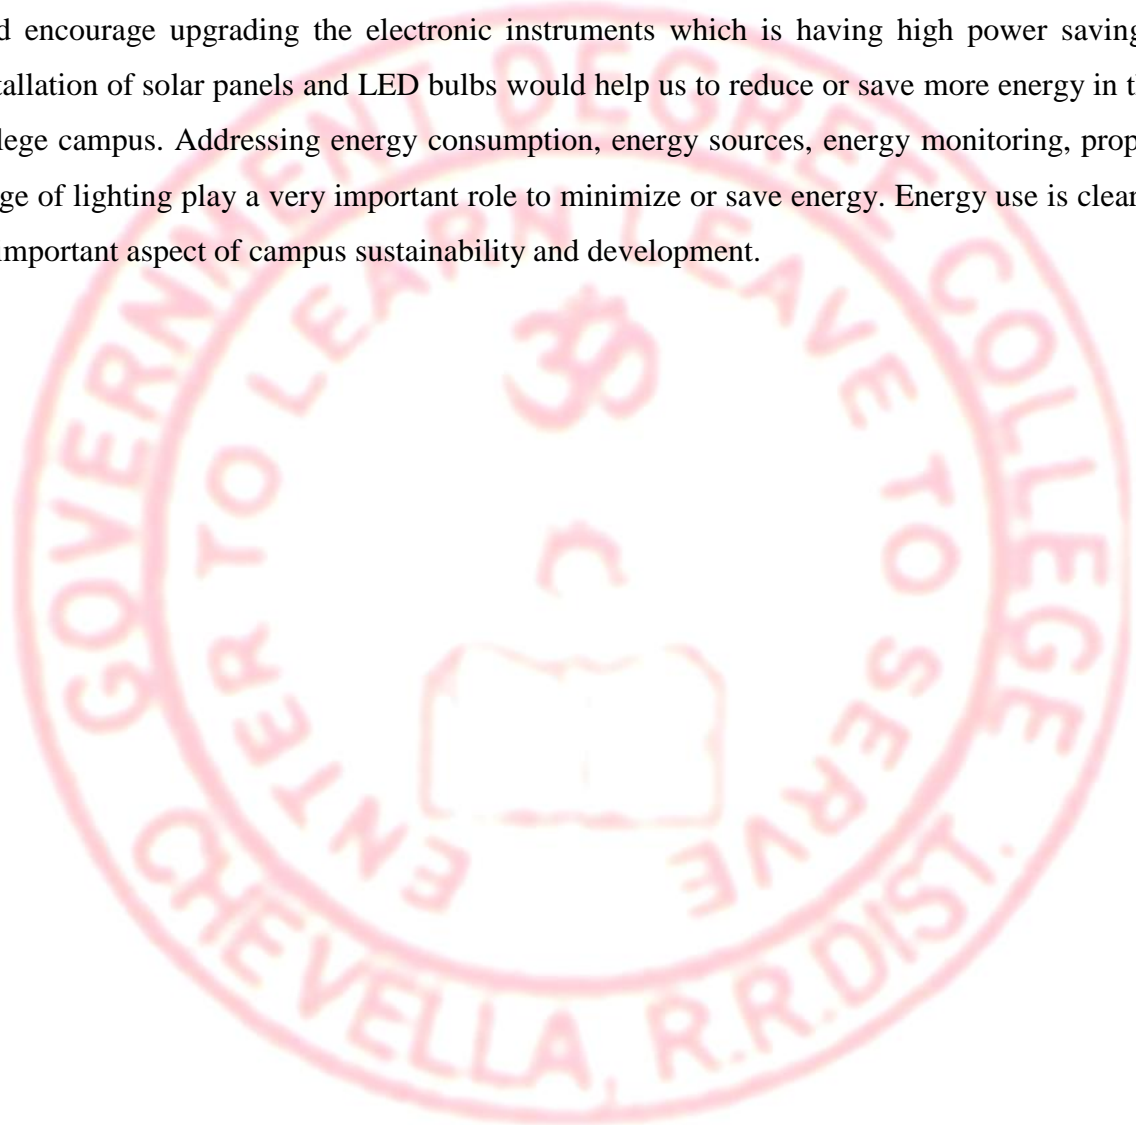 d encourage upgrading the electronic instruments which is having high power saving
tallation of solar panels and LED bulbs would help us to reduce or save more energy in t
lege campus. Addressing energy consumption, energy sources, energy monitoring, prop
ge of lighting play a very important role to minimize or save energy. Energy use is clear
important aspect of campus sustainability and development.
GOVERNMENT DEGREE COLLEGE
ENTER TO LEARN LEAVE TO SERVE
ॐ
CHEVELLA, R.R.DIST.